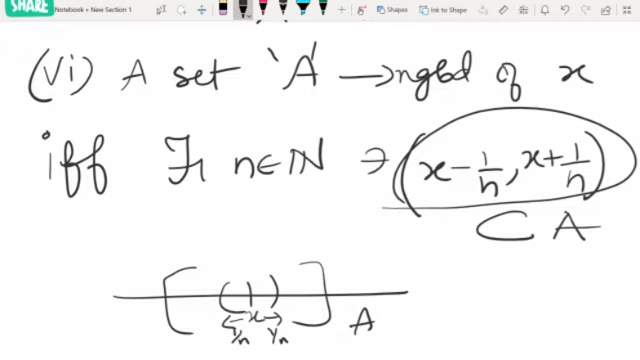 SHARE
Notebook » New Section 1
Shapes
Ink to Shape
(vi) A set 'A' → ngbd of x
iff ∃ n∈ℕ ∋ (x - 1/n, x + 1/n)
⊂ A
[ ( | ) ]
← x →
1/n 1/n A